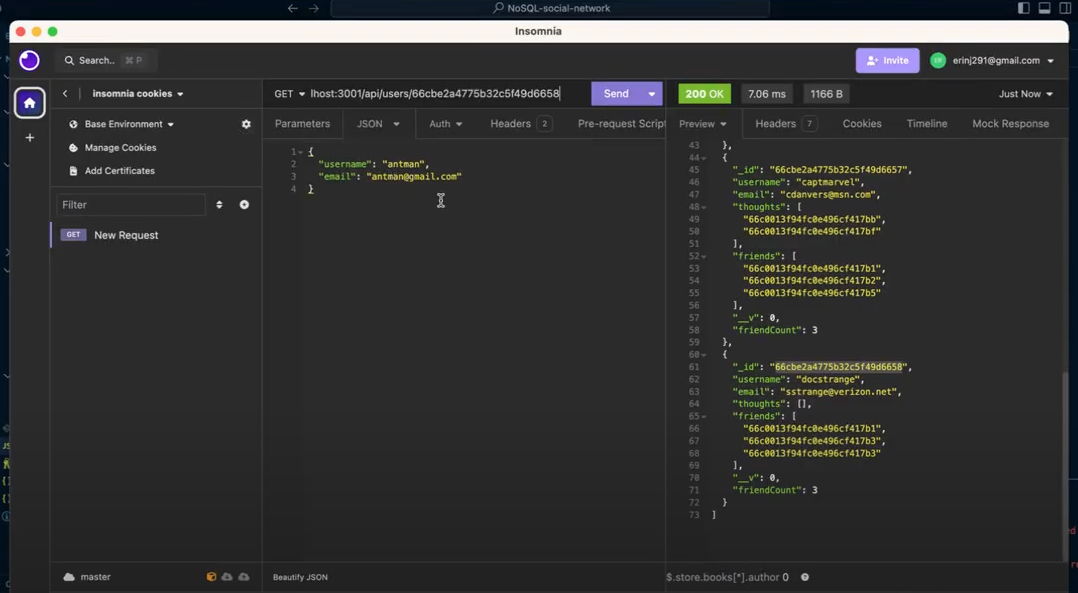 NoSQL-social-network
Insomnia
Search..
⌘ P
Invite
erinj291@gmail.com
insomnia cookies
GET
lhost:3001/api/users/66cbe2a4775b32c5f49d6658
Send
200 OK
7.06 ms
1166 B
Just Now
Base Environment
Manage Cookies
Add Certificates
Filter
GET New Request
Parameters
JSON
Auth
Headers 2
Pre-request Script
Preview
Headers 7
Cookies
Timeline
Mock Response
1 {
2 "username": "antman",
3 "email": "antman@gmail.com"
4 }
43 },
44 {
45 "_id": "66cbe2a4775b32c5f49d6657",
46 "username": "captmarvel",
47 "email": "cdanvers@msn.com",
48 "thoughts": [
49 "66c0013f94fc0e496cf417bb",
50 "66c0013f94fc0e496cf417bf"
51 ],
52 "friends": [
53 "66c0013f94fc0e496cf417b1",
54 "66c0013f94fc0e496cf417b2",
55 "66c0013f94fc0e496cf417b5"
56 ],
57 "__v": 0,
58 "friendCount": 3
59 },
60 {
61 "_id": "66cbe2a4775b32c5f49d6658",
62 "username": "docstrange",
63 "email": "sstrange@verizon.net",
64 "thoughts": [],
65 "friends": [
66 "66c0013f94fc0e496cf417b1",
67 "66c0013f94fc0e496cf417b3",
68 "66c0013f94fc0e496cf417b3"
69 ],
70 "__v": 0,
71 "friendCount": 3
72 }
73 ]
master
Beautify JSON
$.store.books[*].author 0